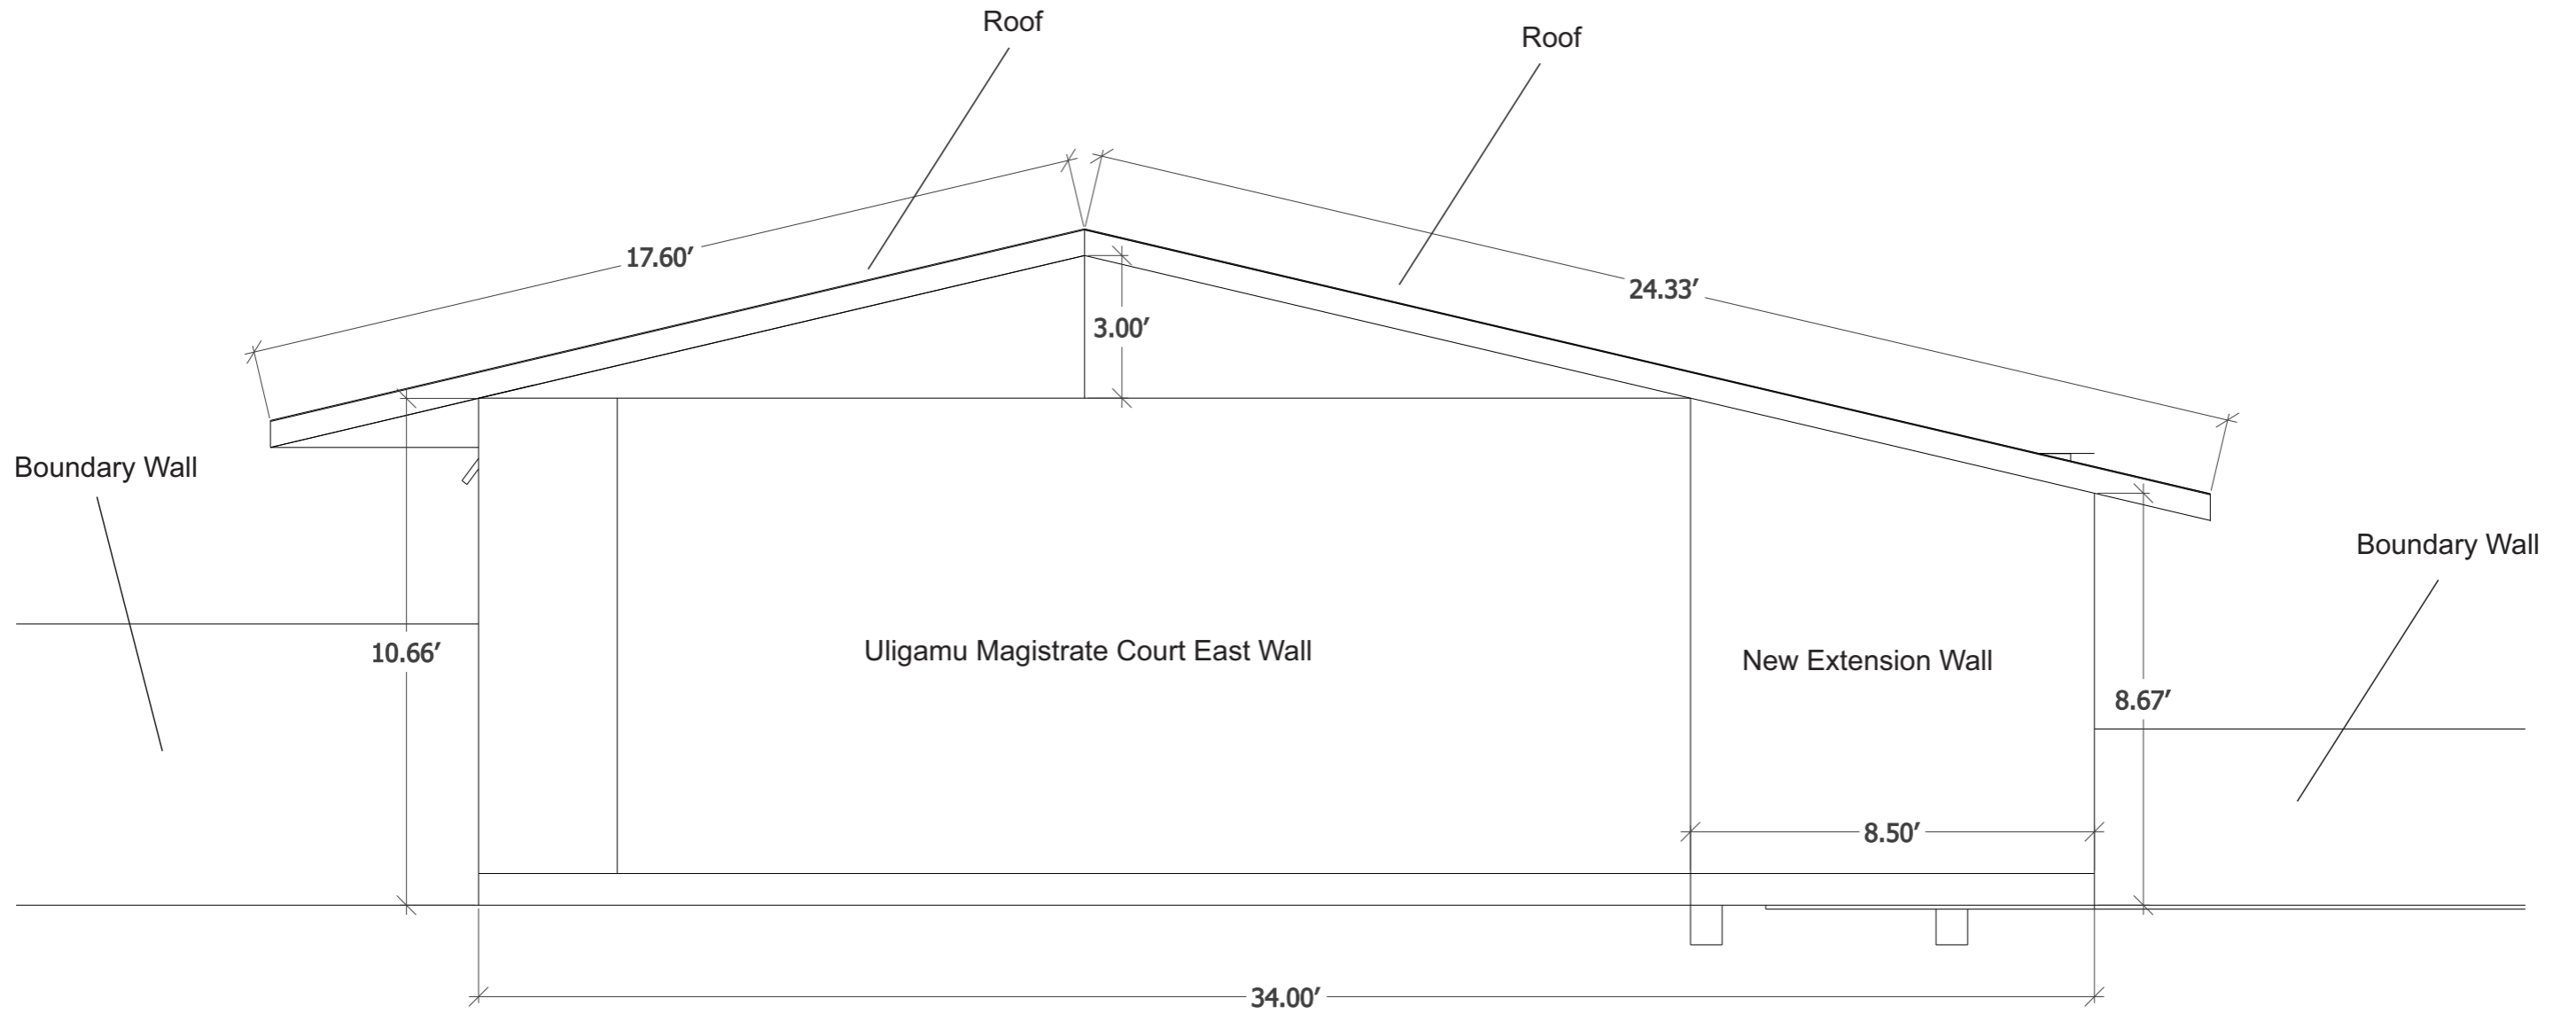 Roof
Roof
17.60′
24.33′
3.00′
Boundary Wall
Boundary Wall
10.66′
Uligamu Magistrate Court East Wall
New Extension Wall
8.67′
8.50′
34.00′